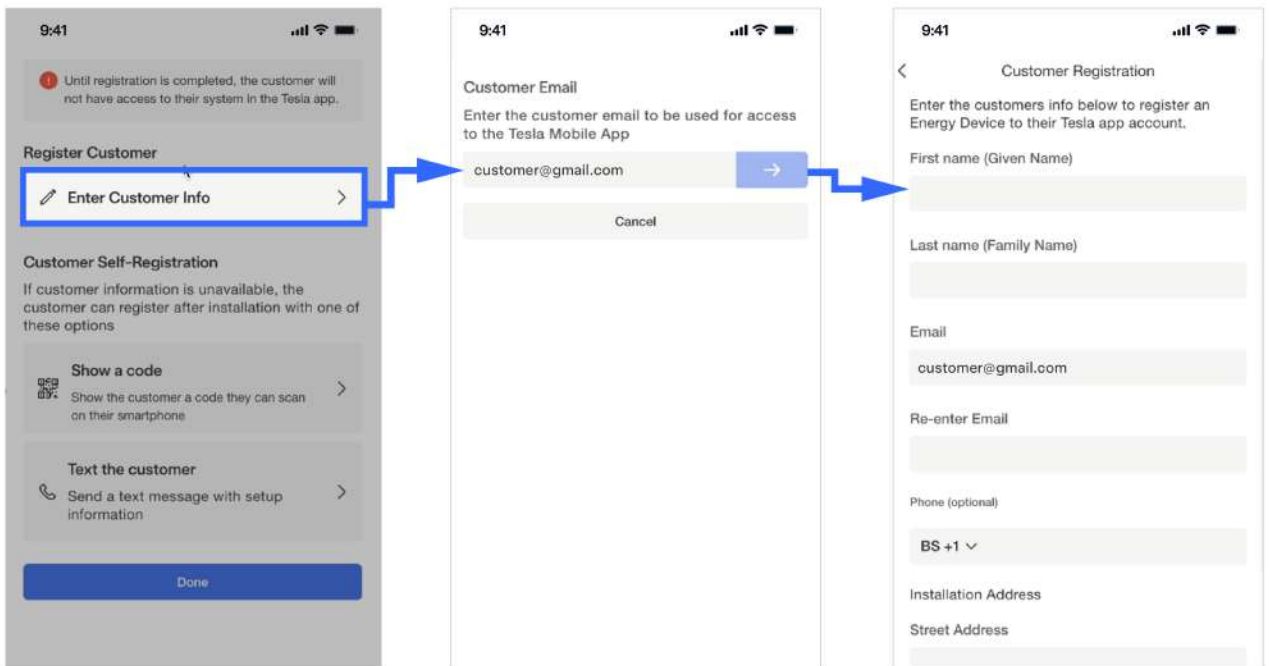 9:41
Until registration is completed, the customer will
not have access to their system in the Tesla app.
Register Customer
Enter Customer Info
Customer Self-Registration
If customer information is unavailable, the
customer can register after installation with one of
these options
Show a code
Show the customer a code they can scan
on their smartphone
Text the customer
Send a text message with setup
information
Done
9:41
Customer Email
Enter the customer email to be used for access
to the Tesla Mobile App
customer@gmail.com
Cancel
9:41
Customer Registration
Enter the customers info below to register an
Energy Device to their Tesla app account.
First name (Given Name)
Last name (Family Name)
Email
customer@gmail.com
Re-enter Email
Phone (optional)
BS +1
Installation Address
Street Address